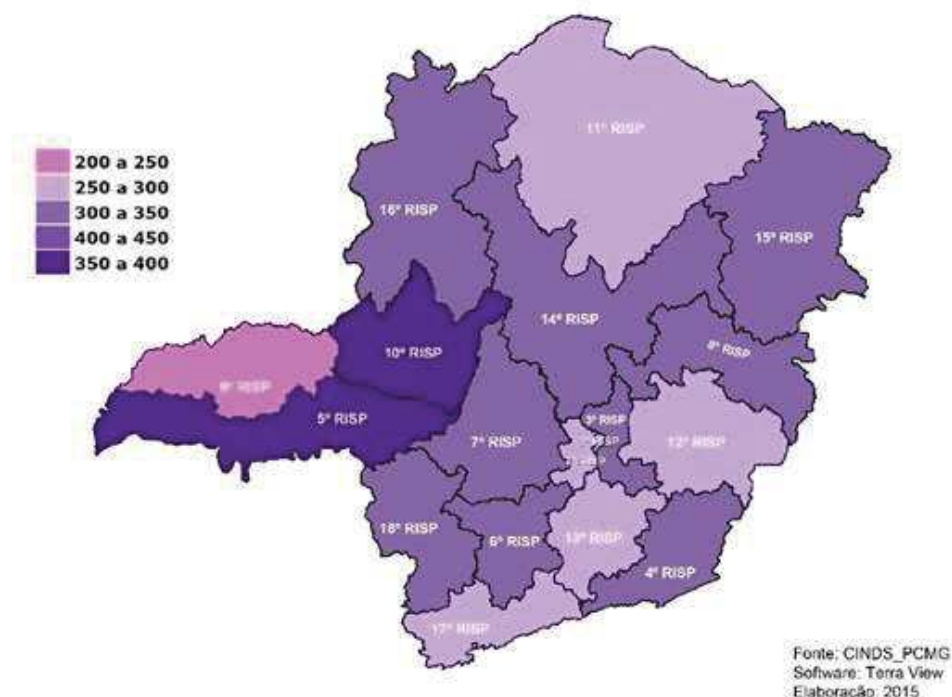 200 a 250
250 a 300
300 a 350
400 a 450
350 a 400
11ª RISP
16ª RISP
15ª RISP
14ª RISP
10ª RISP
8ª RISP
RISP
5ª RISP
3ª RISP
7ª RISP
12ª RISP
18ª RISP
6ª RISP
13ª RISP
4ª RISP
17ª RISP
Fonte: CINDS_PCMG
Software: Terra View
Elaboração: 2015